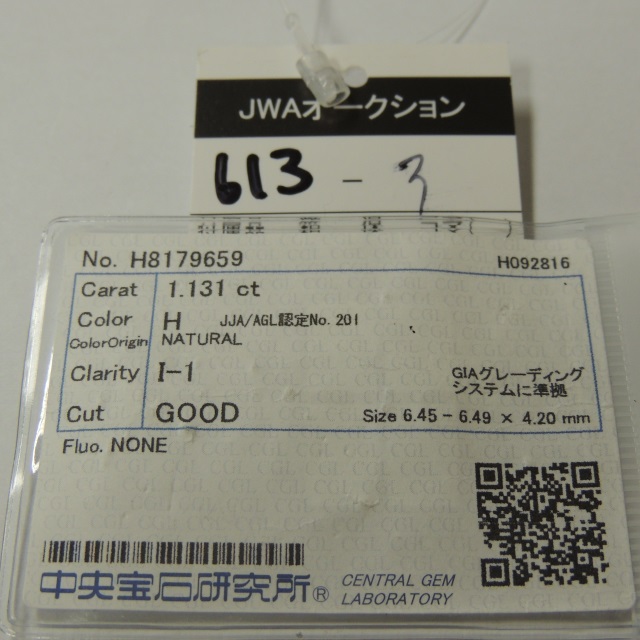 JWAオークション
613 - 3
No. H8179659 H092816
Carat 1.131 ct
Color H JJA/AGL認定No. 201
ColorOrigin NATURAL
Clarity I-1 GIAグレーディング
システムに準拠
Cut GOOD Size 6.45 - 6.49 × 4.20 mm
Fluo. NONE
中央宝石研究所® CENTRAL GEM
LABORATORY